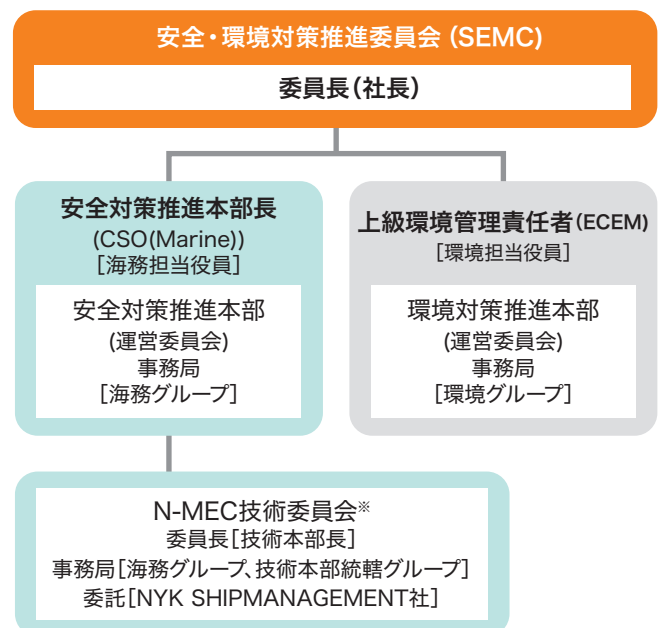 安全・環境対策推進委員会 (SEMC)
委員長(社長)
安全対策推進本部長
(CSO(Marine))
[海務担当役員]
安全対策推進本部
(運営委員会)
事務局
[海務グループ]
上級環境管理責任者(ECEM)
[環境担当役員]
環境対策推進本部
(運営委員会)
事務局
[環境グループ]
N-MEC技術委員会※
委員長[技術本部長]
事務局[海務グループ、技術本部統轄グループ]
委託[NYK SHIPMANAGEMENT社]